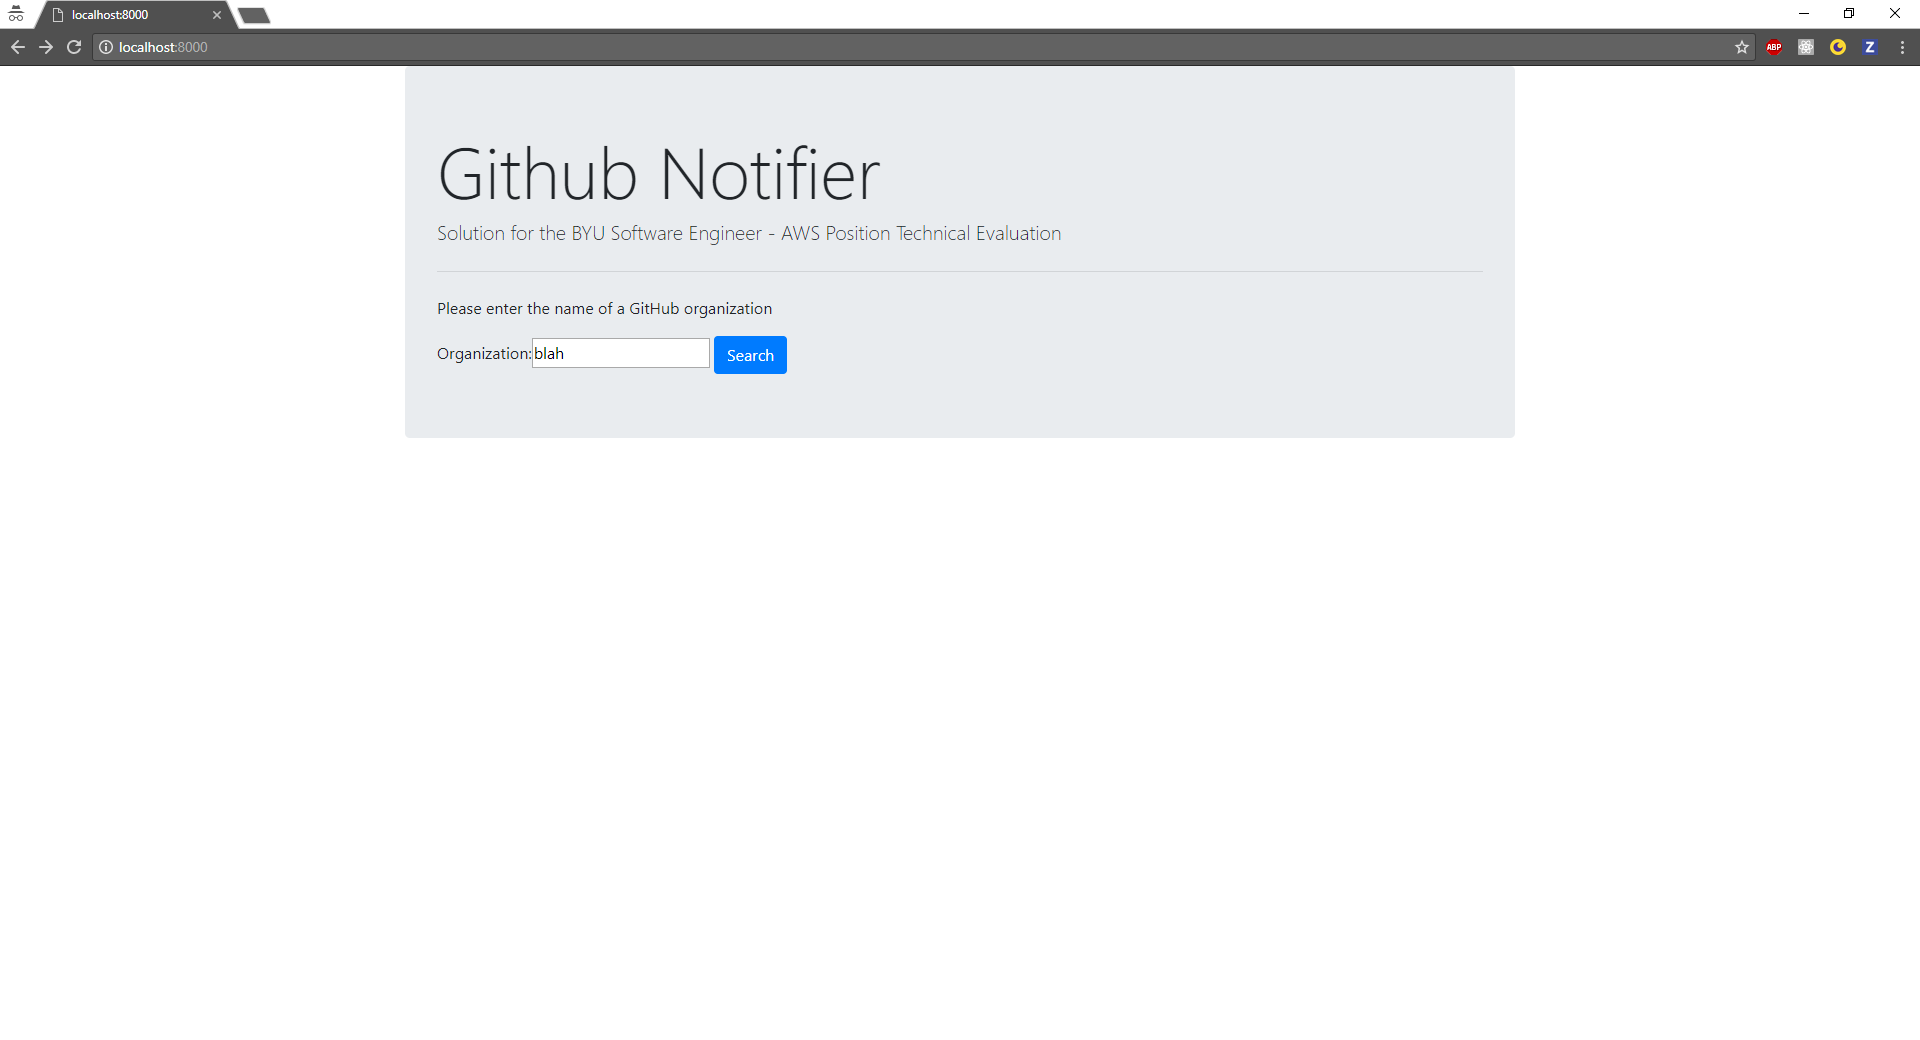 localhost:8000
localhost:8000
ABP
Z
Github Notifier
Solution for the BYU Software Engineer - AWS Position Technical Evaluation
Please enter the name of a GitHub organization
Organization: blah Search